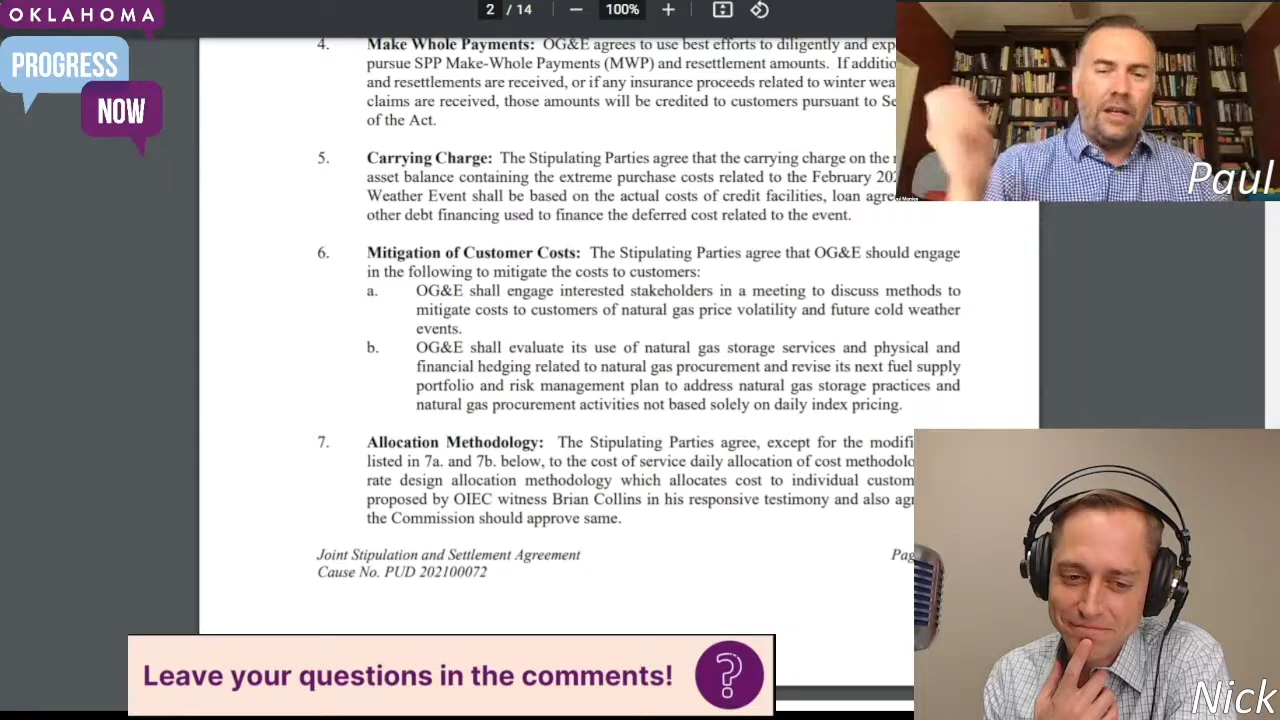 OKLAHOMA
PROGRESS
NOW
2 / 14
100%
4. Make Whole Payments: OG&E agrees to use best efforts to diligently and
pursue SPP Make-Whole Payments (MWP) and resettlement amounts. If
and resettlements are received, or if any insurance proceeds related to winter
claims are received, those amounts will be credited to customers pursuant to
of the Act.
5. Carrying Charge: The Stipulating Parties agree that the carrying charge on the
asset balance containing the extreme purchase costs related to the February
Weather Event shall be based on the actual costs of credit facilities, loan
other debt financing used to finance the deferred cost related to the event.
6. Mitigation of Customer Costs: The Stipulating Parties agree that OG&E should engage
in the following to mitigate the costs to customers:
a. OG&E shall engage interested stakeholders in a meeting to discuss methods to
mitigate costs to customers of natural gas price volatility and future cold weather
events.
b. OG&E shall evaluate its use of natural gas storage services and physical and
financial hedging related to natural gas procurement and revise its next fuel supply
portfolio and risk management plan to address natural gas storage practices and
natural gas procurement activities not based solely on daily index pricing.
7. Allocation Methodology: The Stipulating Parties agree, except for the
listed in 7a. and 7b. below, to the cost of service daily allocation of cost
rate design allocation methodology which allocates cost to individual
proposed by OIEC witness Brian Collins in his responsive testimony and also
the Commission should approve same.
Joint Stipulation and Settlement Agreement
Cause No. PUD 202100072
Paul
Nick
Leave your questions in the comments!
?